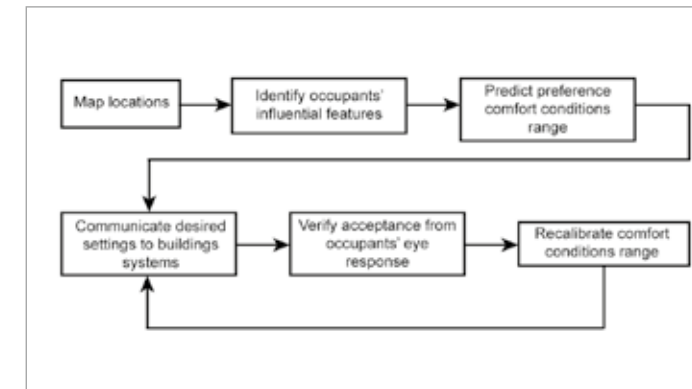 Map locations
Identify occupants'
influential features
Predict preference
comfort conditions
range
Communicate desired
settings to buildings
systems
Verify acceptance from
occupants' eye
response
Recalibrate comfort
conditions range